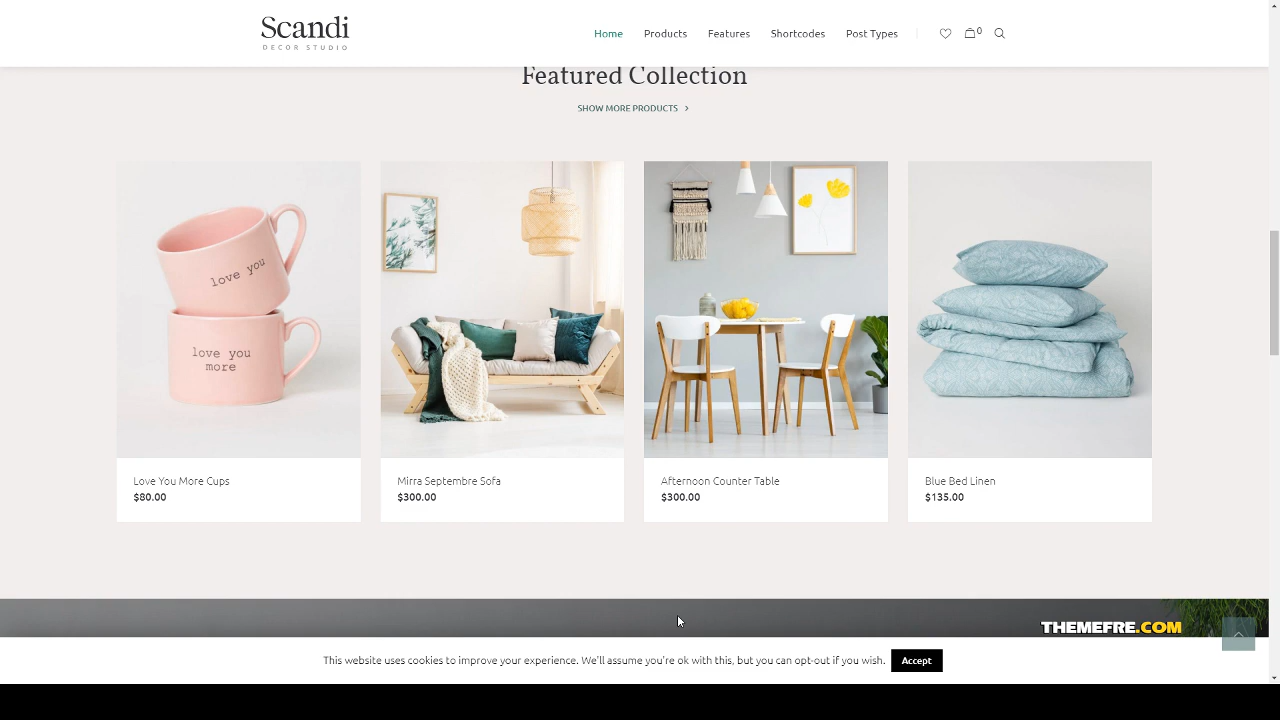 Scandi
DECOR STUDIO
Home Products Features Shortcodes Post Types 0
Featured Collection
SHOW MORE PRODUCTS
love you
love you
more
Love You More Cups
$80.00
Mirra Septembre Sofa
$300.00
Afternoon Counter Table
$300.00
Blue Bed Linen
$135.00
THEMEFRE.COM
This website uses cookies to improve your experience. We'll assume you're ok with this, but you can opt-out if you wish. Accept